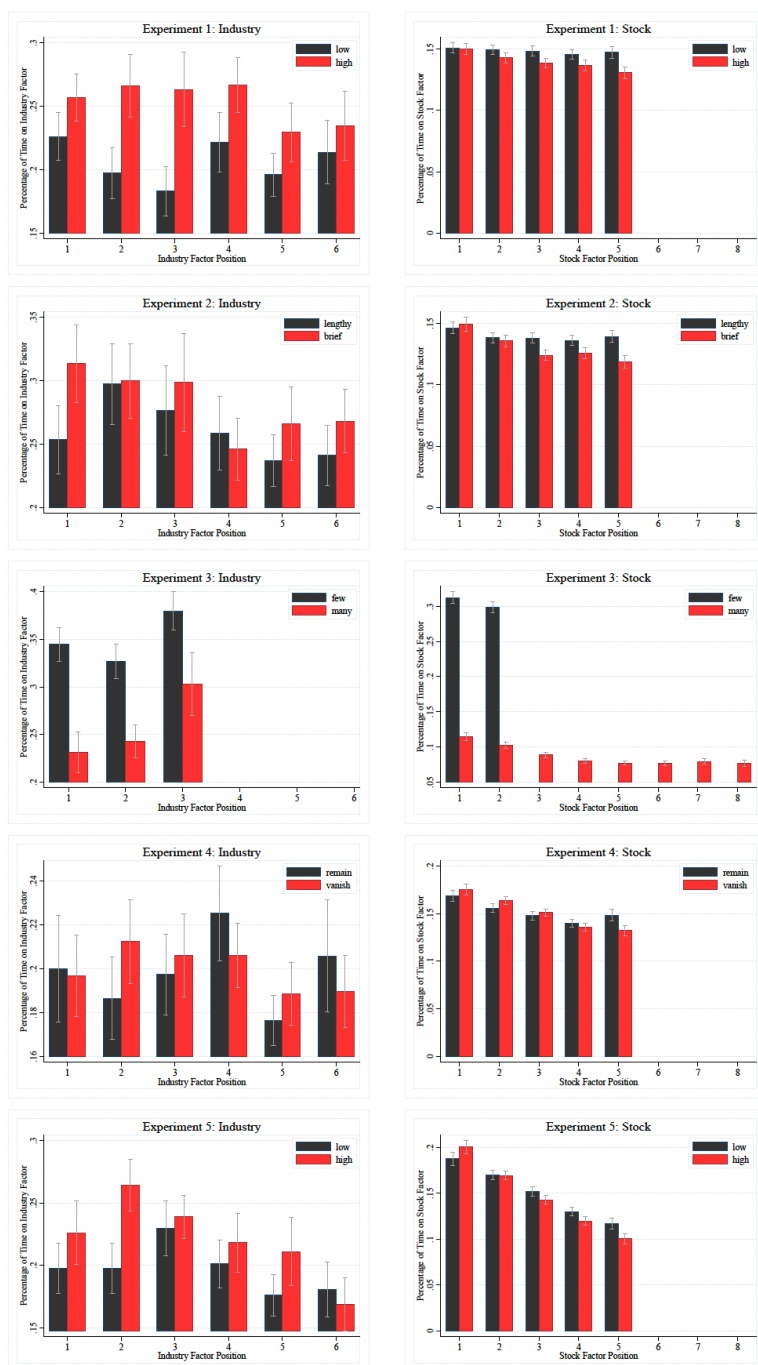 Experiment 1: Industry
low
high
Percentage of Time on Industry Factor
.3
.25
.2
.15
1 2 3 4 5 6
Industry Factor Position
Experiment 1: Stock
low
high
Percentage of Time on Stock Factor
.15
.1
.05
0
1 2 3 4 5 6 7 8
Stock Factor Position
Experiment 2: Industry
lengthy
brief
Percentage of Time on Industry Factor
.35
.3
.25
.2
1 2 3 4 5 6
Industry Factor Position
Experiment 2: Stock
lengthy
brief
Percentage of Time on Stock Factor
.15
.1
.05
0
1 2 3 4 5 6 7 8
Stock Factor Position
Experiment 3: Industry
few
many
Percentage of Time on Industry Factor
.4
.35
.3
.25
.2
1 2 3 4 5 6
Industry Factor Position
Experiment 3: Stock
few
many
Percentage of Time on Stock Factor
.3
.25
.2
.15
.1
.05
1 2 3 4 5 6 7 8
Stock Factor Position
Experiment 4: Industry
remain
vanish
Percentage of Time on Industry Factor
.24
.22
.2
.18
.16
1 2 3 4 5 6
Industry Factor Position
Experiment 4: Stock
remain
vanish
Percentage of Time on Stock Factor
.2
.15
.1
.05
0
1 2 3 4 5 6 7 8
Stock Factor Position
Experiment 5: Industry
low
high
Percentage of Time on Industry Factor
.3
.25
.2
.15
1 2 3 4 5 6
Industry Factor Position
Experiment 5: Stock
low
high
Percentage of Time on Stock Factor
.2
.15
.1
.05
0
1 2 3 4 5 6 7 8
Stock Factor Position